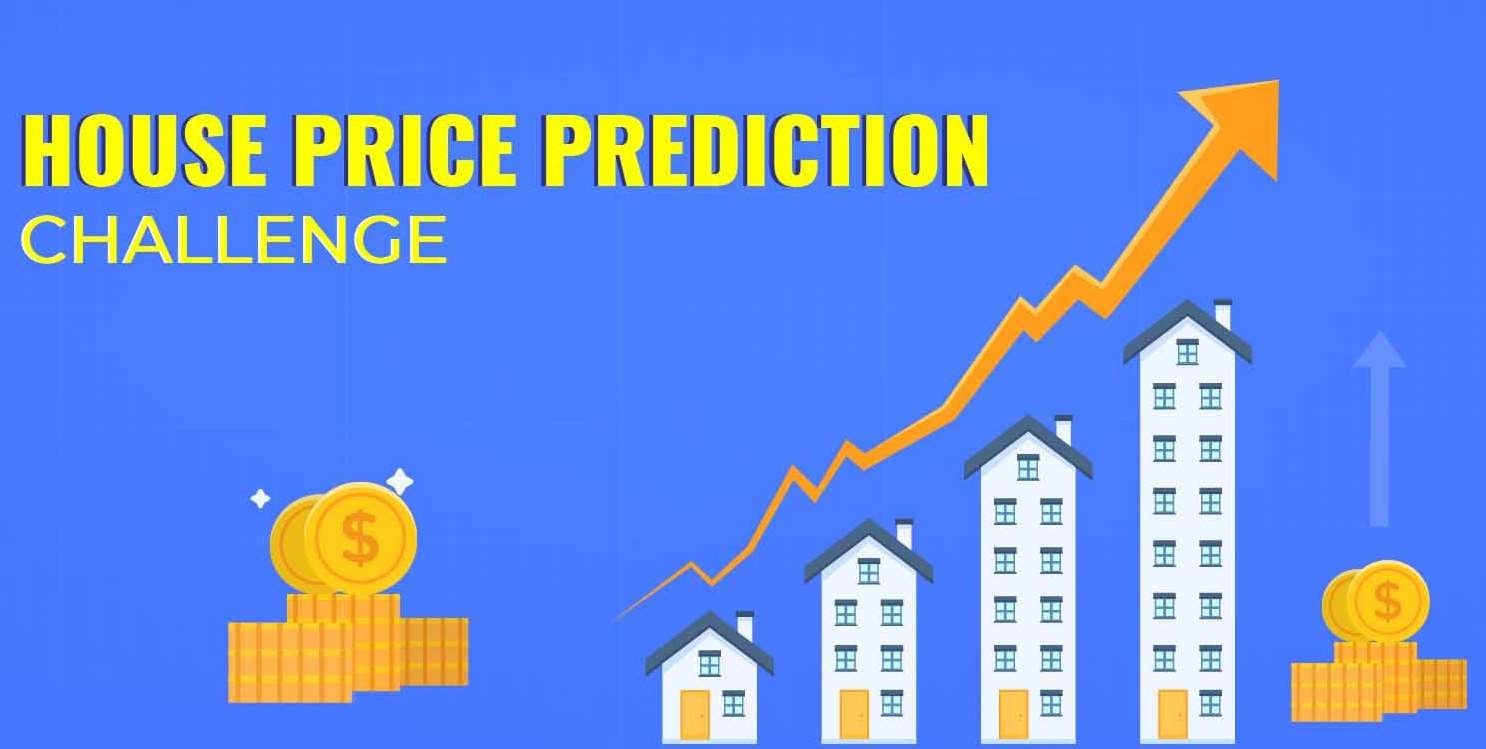 HOUSE PRICE PREDICTION
CHALLENGE
$
$